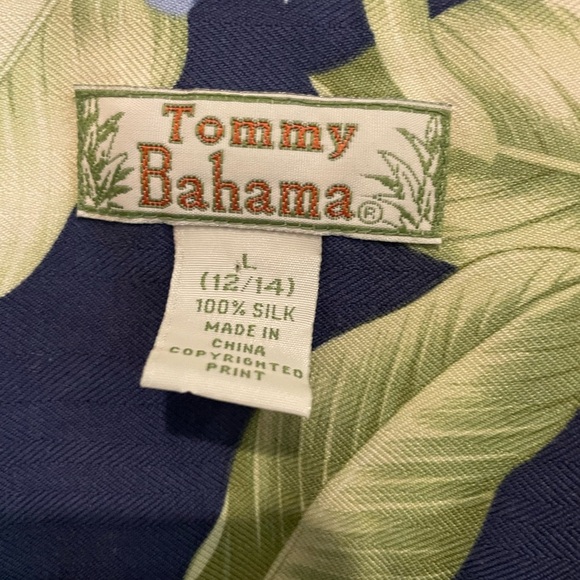 Tommy
Bahama®
L
(12/14)
100% SILK
MADE IN
CHINA
COPYRIGHTED
PRINT